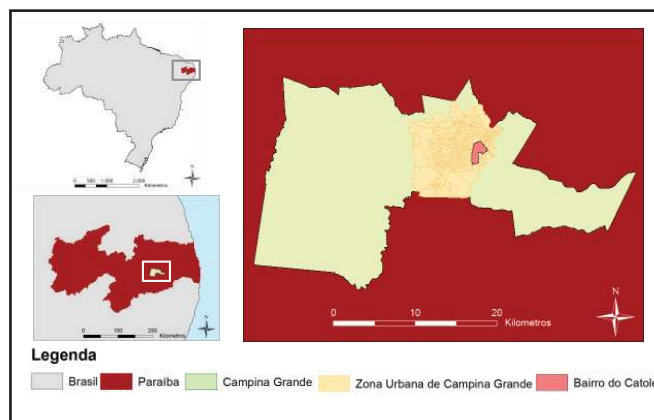 N
0 500 1.000 2.000
Kilometros
N
0 100 200
Kilometros
N
0 10 20
Kilometros
Legenda
Brasil Paraíba Campina Grande Zona Urbana de Campina Grande Bairro do Catole